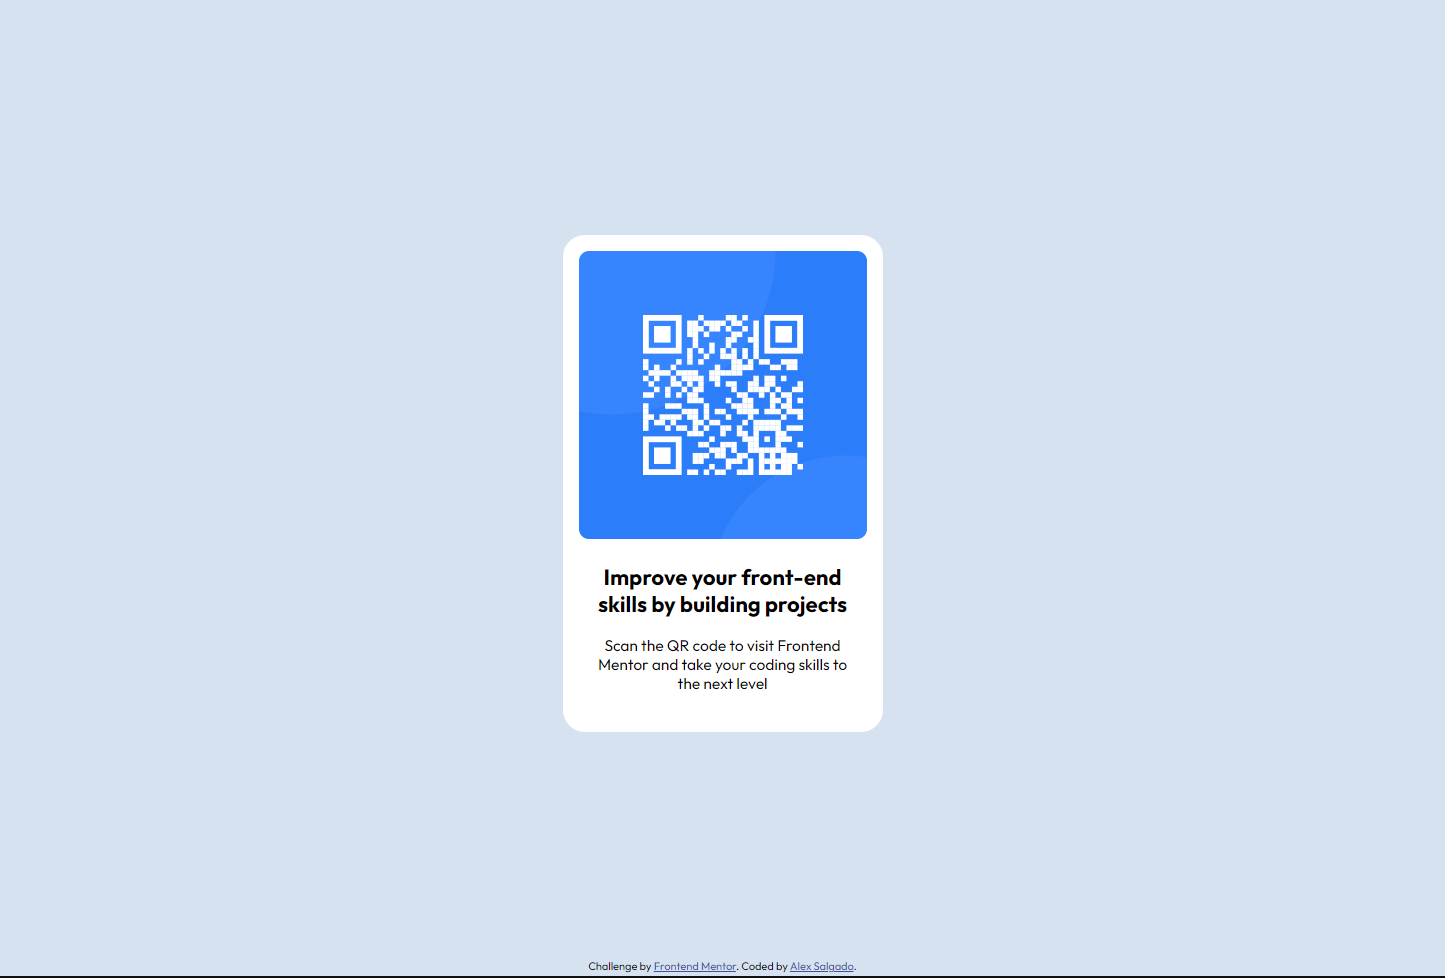 Improve your front-end
skills by building projects
Scan the QR code to visit Frontend
Mentor and take your coding skills to
the next level
Challenge by Frontend Mentor. Coded by Alex Salgado.